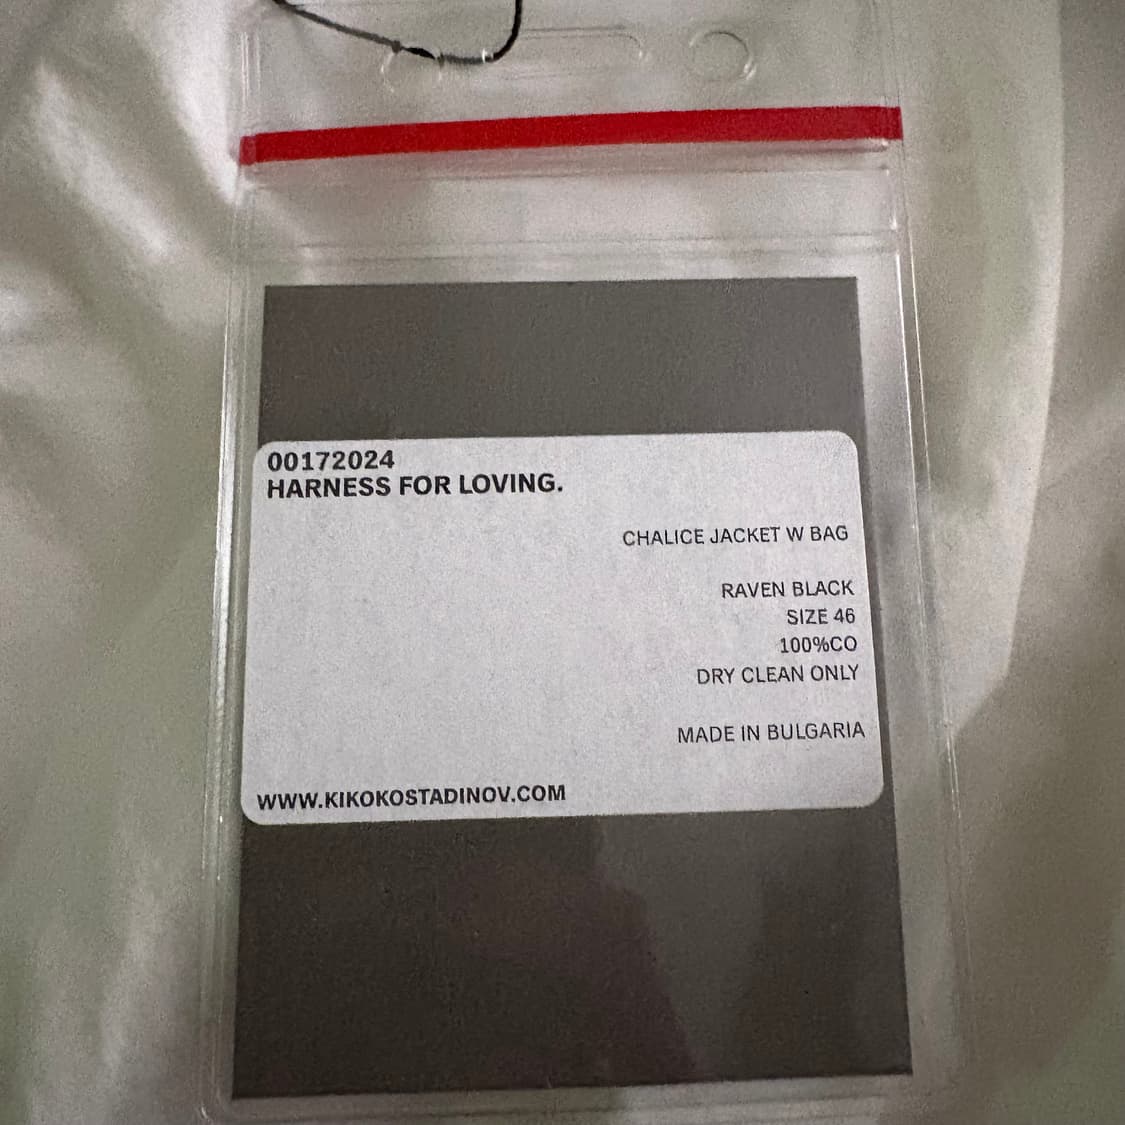 00172024
HARNESS FOR LOVING.
CHALICE JACKET W BAG
RAVEN BLACK
SIZE 46
100%CO
DRY CLEAN ONLY
MADE IN BULGARIA
WWW.KIKOKOSTADINOV.COM